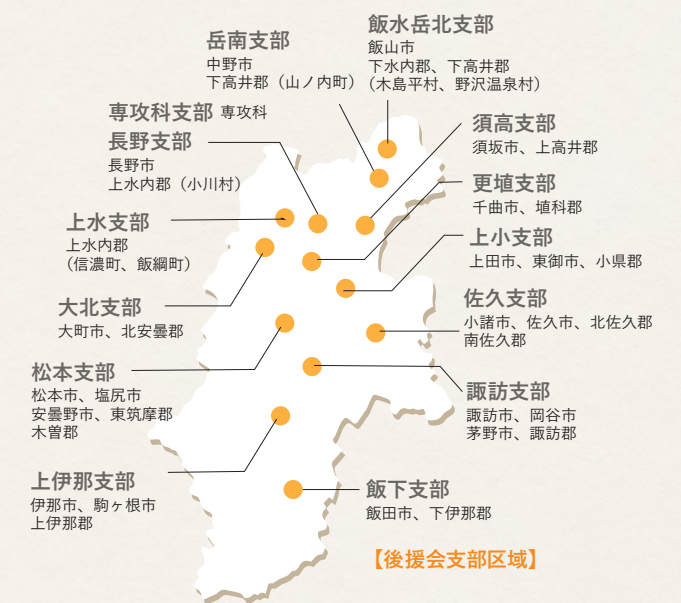 岳南支部
中野市
下高井郡（山ノ内町）
飯水岳北支部
飯山市
下水内郡、下高井郡
（木島平村、野沢温泉村）
専攻科支部 専攻科
長野支部
長野市
上水内郡（小川村）
須高支部
須坂市、上高井郡
更埴支部
千曲市、埴科郡
上水支部
上水内郡
（信濃町、飯綱町）
上小支部
上田市、東御市、小県郡
大北支部
大町市、北安曇郡
佐久支部
小諸市、佐久市、北佐久郡
南佐久郡
松本支部
松本市、塩尻市
安曇野市、東筑摩郡
木曽郡
諏訪支部
諏訪市、岡谷市
茅野市、諏訪郡
上伊那支部
伊那市、駒ヶ根市
上伊那郡
飯下支部
飯田市、下伊那郡
【後援会支部区域】